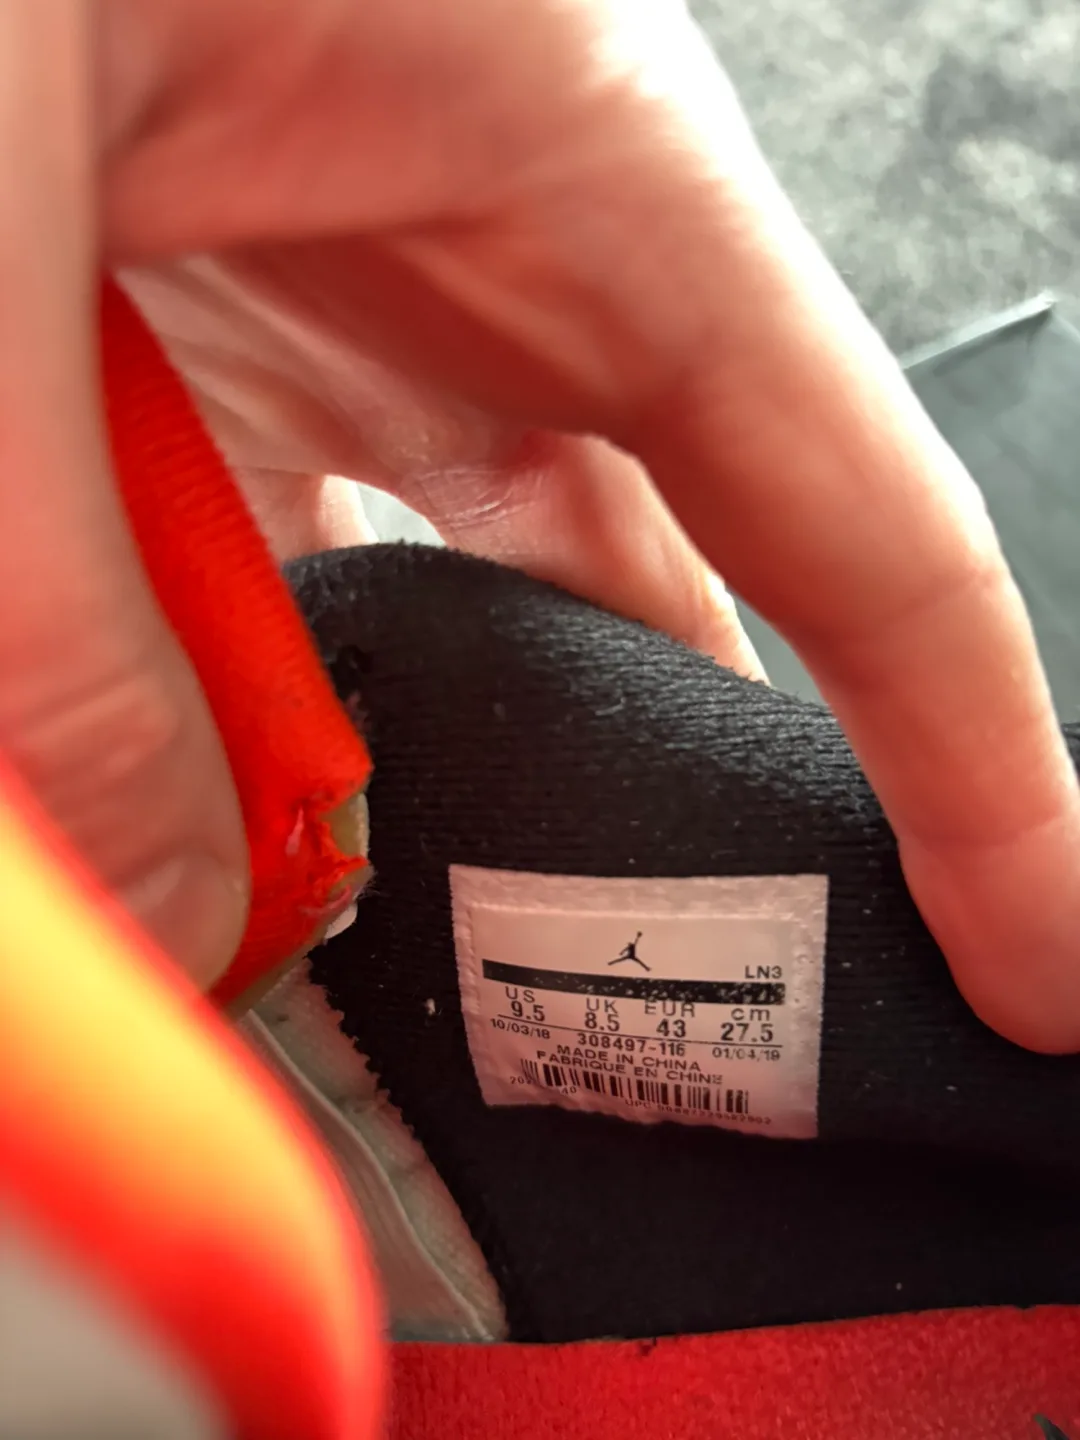 LN3
US UK EUR cm
9.5 8.5 43 27.5
10/03/18 308497-116 01/04/19
MADE IN CHINA
FABRIQUE EN CHINE
UPC